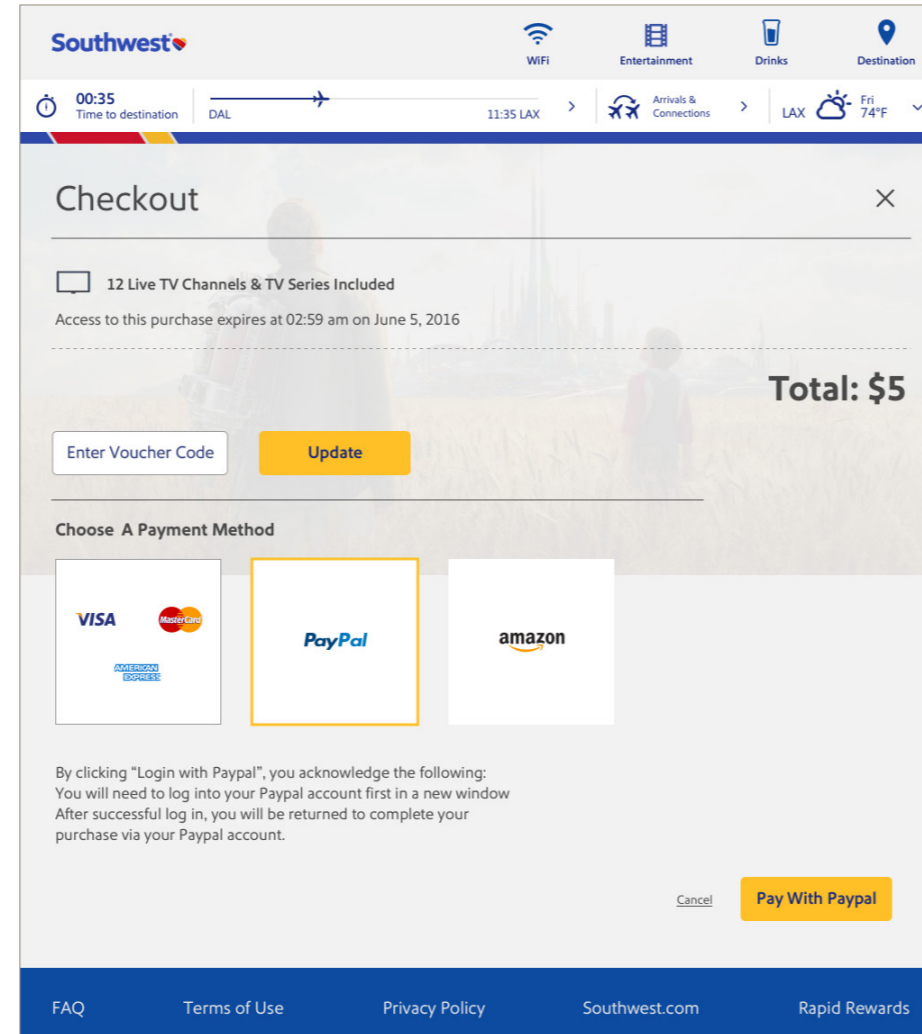 Southwest
WiFi
Entertainment
Drinks
Destination
00:35
Time to destination
DAL
11:35 LAX
Arrivals &
Connections
LAX
Fri
74°F
Checkout
12 Live TV Channels & TV Series Included
Access to this purchase expires at 02:59 am on June 5, 2016
Total: $5
Enter Voucher Code
Update
Choose A Payment Method
VISA
MasterCard
AMERICAN
EXPRESS
PayPal
amazon
By clicking “Login with Paypal”, you acknowledge the following:
You will need to log into your Paypal account first in a new window
After successful log in, you will be returned to complete your
purchase via your Paypal account.
Cancel
Pay With Paypal
FAQ
Terms of Use
Privacy Policy
Southwest.com
Rapid Rewards